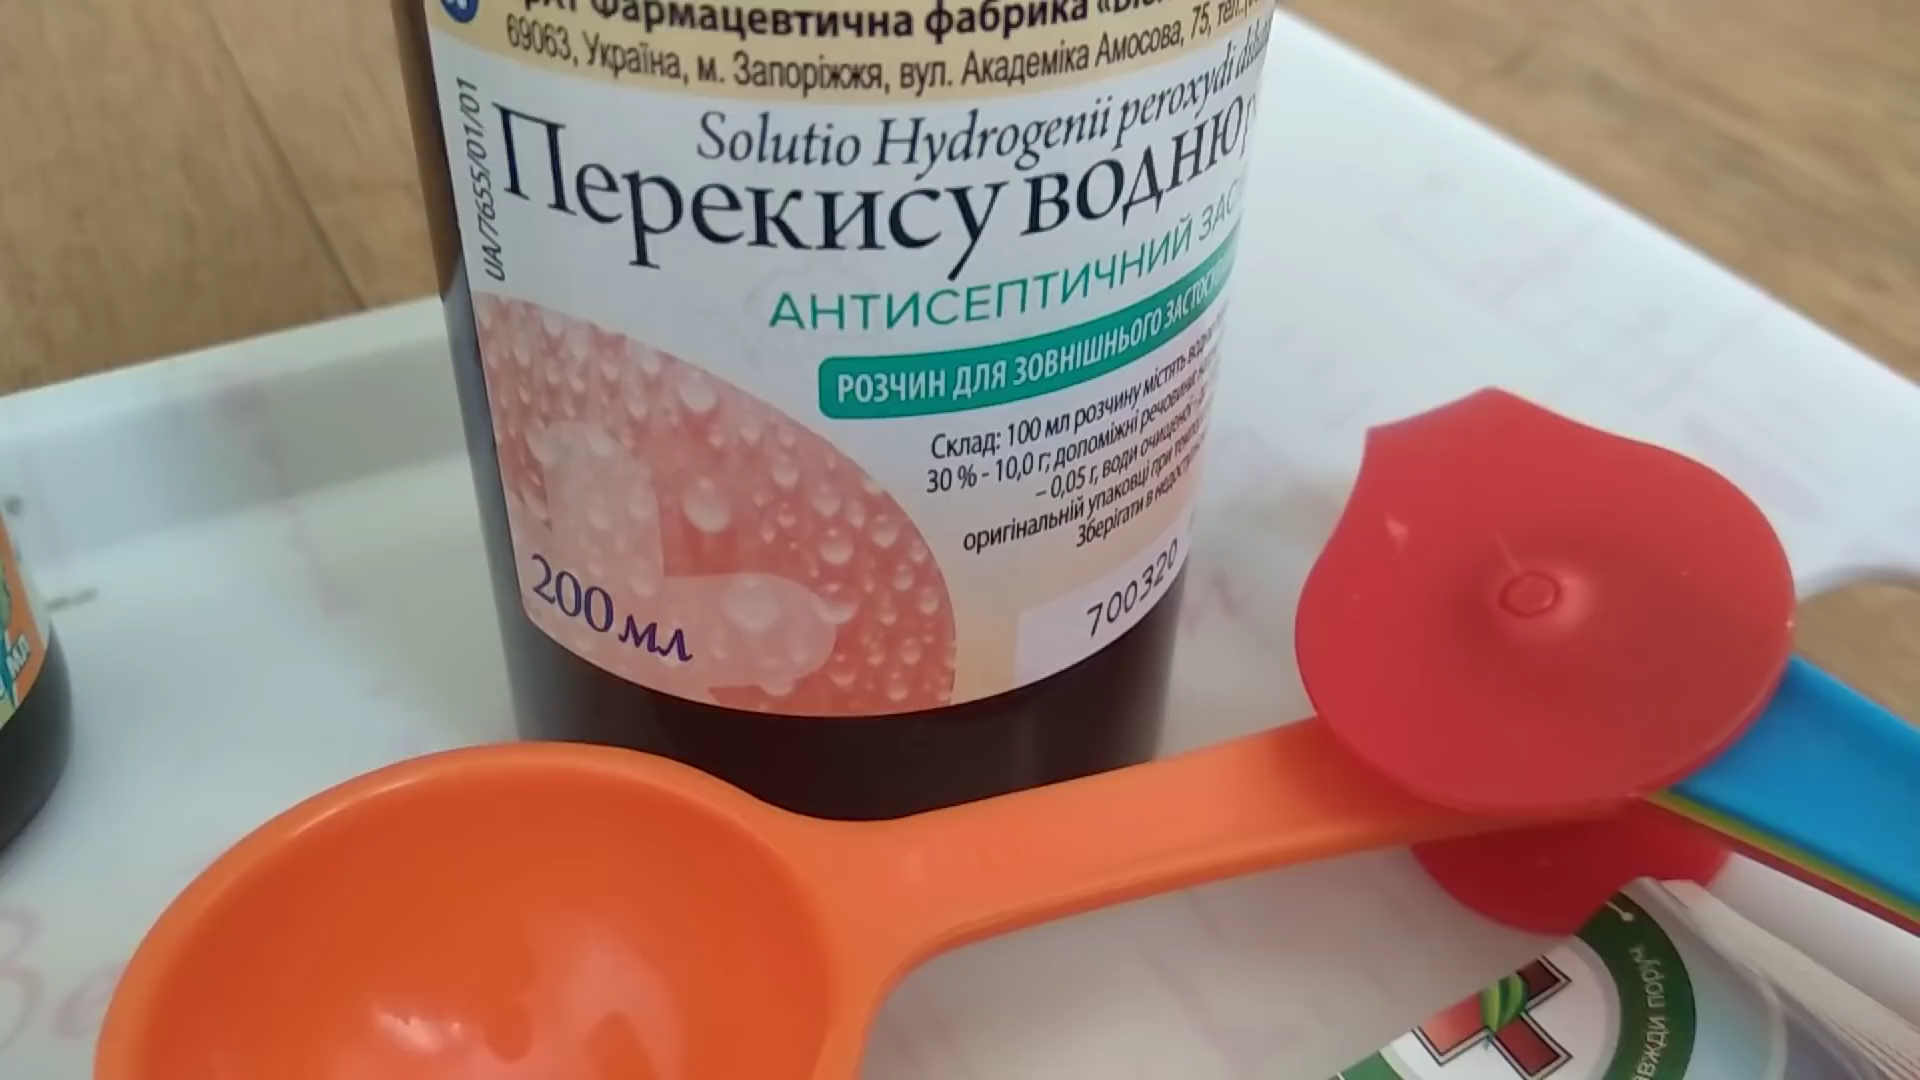 Фармацевтична фабрика
69063, Україна, м. Запоріжжя, вул. Академіка Амосова, 75, тел.
UA/7655/01/01
Solutio Hydrogenii peroxydi
Перекису
АНТИСЕПТИЧНИЙ
РОЗЧИН ДЛЯ ЗОВНІШНЬОГО
Склад: 100 мл розчину містять
30 % - 10,0 г; допоміжні речовини:
– 0,05 г, води очищеної -
оригінальній упаковці при
Зберігати в
200 мл
700320